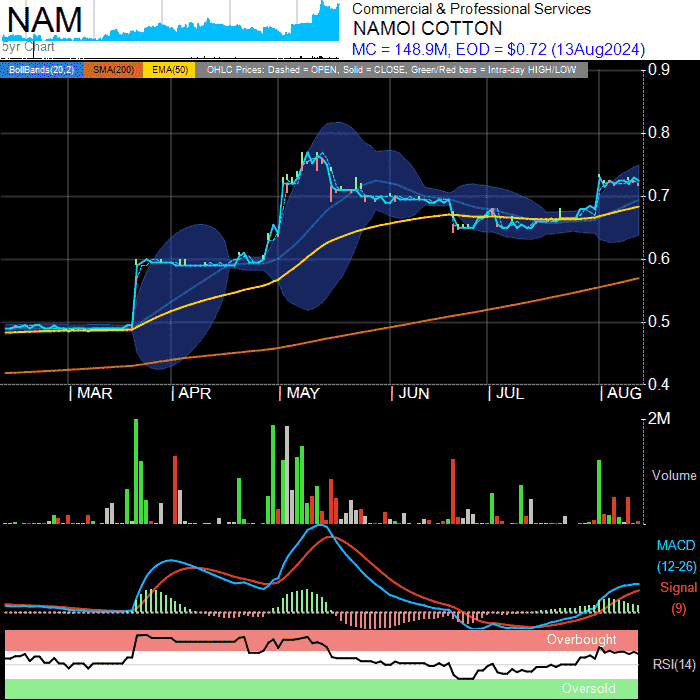 NAM
5yr Chart
Commercial & Professional Services
NAMOI COTTON
MC = 148.9M, EOD = $0.72 (13Aug2024)
BollBands(20,2) SMA(200) EMA(50) OHLC Prices: Dashed = OPEN, Solid = CLOSE, Green/Red bars = Intra-day HIGH/LOW
0.9
0.8
0.7
0.6
0.5
0.4
| MAR | APR | MAY | JUN | JUL | AUG
2M
Volume
MACD
(12-26)
Signal
(9)
Overbought
RSI(14)
Oversold